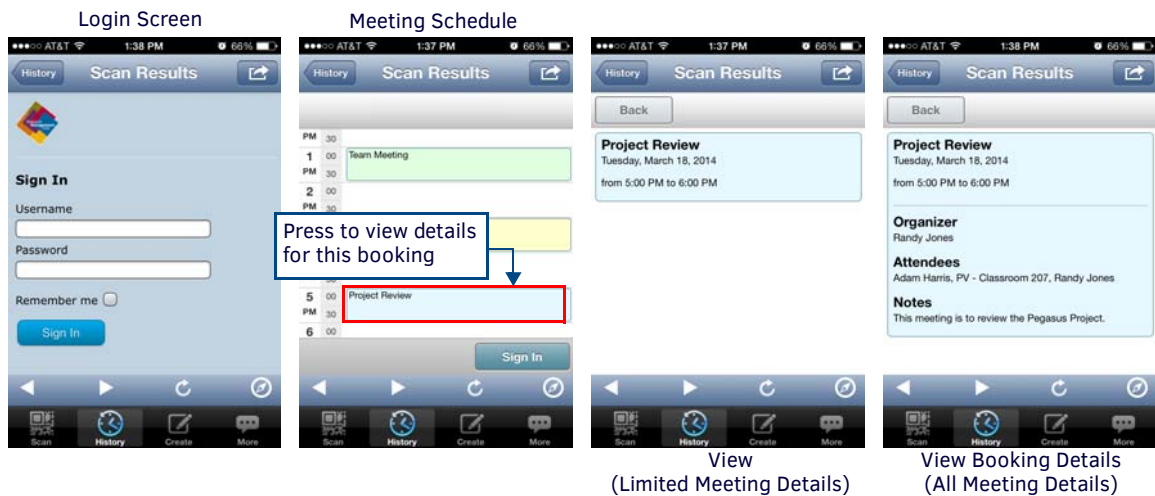 Login Screen
●●●○○ AT&T 1:38 PM 66%
History Scan Results
Sign In
Username
Password
Remember me
Sign In
Scan History Create More
Meeting Schedule
●●●○○ AT&T 1:37 PM 66%
History Scan Results
PM 30
1 00 Team Meeting
PM 30
2 00
PM 30
Press to view details
for this booking
30
5 00 Project Review
PM 30
6 00
Sign In
Scan History Create More
●●●○○ AT&T 1:37 PM 66%
History Scan Results
Back
Project Review
Tuesday, March 18, 2014
from 5:00 PM to 6:00 PM
Scan History Create More
View
(Limited Meeting Details)
●●●○○ AT&T 1:38 PM 66%
History Scan Results
Back
Project Review
Tuesday, March 18, 2014
from 5:00 PM to 6:00 PM
Organizer
Randy Jones
Attendees
Adam Harris, PV - Classroom 207, Randy Jones
Notes
This meeting is to review the Pegasus Project.
Scan History Create More
View Booking Details
(All Meeting Details)